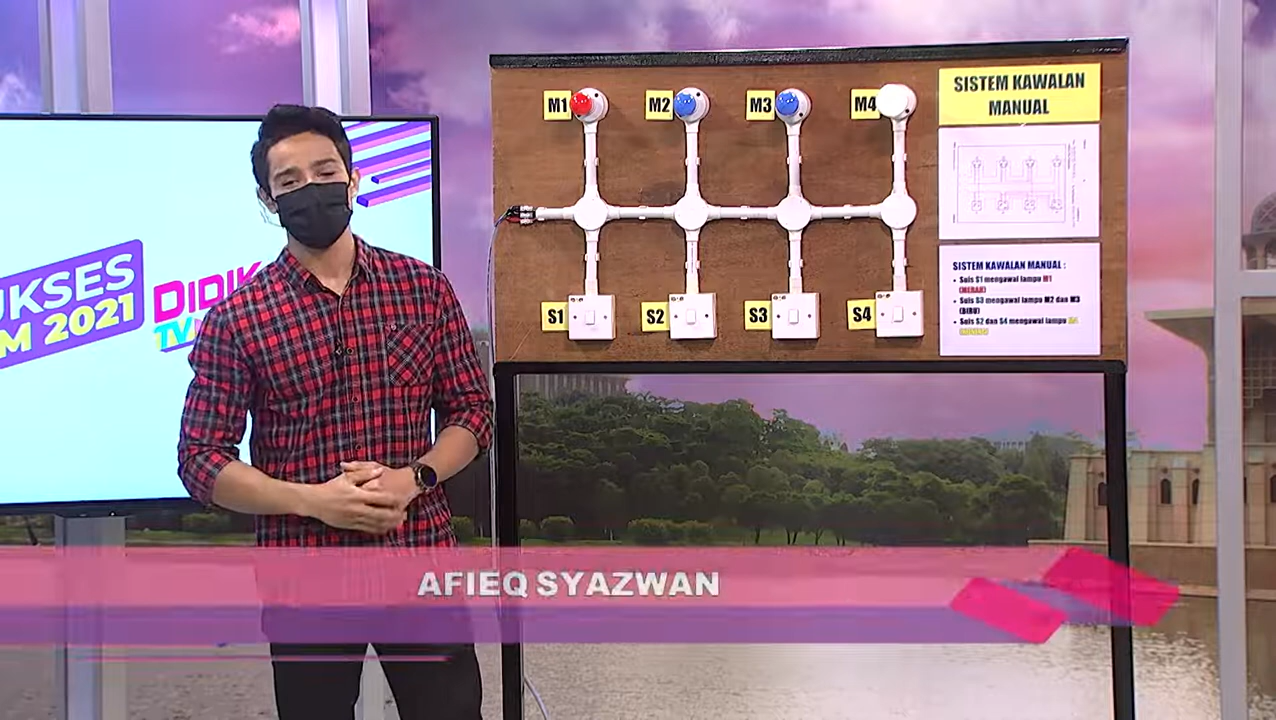 UKSES
M 2021
DIDIK
TV
M1
M2
M3
M4
SISTEM KAWALAN
MANUAL
S1
S2
S3
S4
SISTEM KAWALAN MANUAL :
• Suis S1 mengawal lampu M1
(MERAH)
• Suis S3 mengawal lampu M2 dan M3
(BIRU)
• Suis S2 dan S4 mengawal lampu M4
AFIEQ SYAZWAN